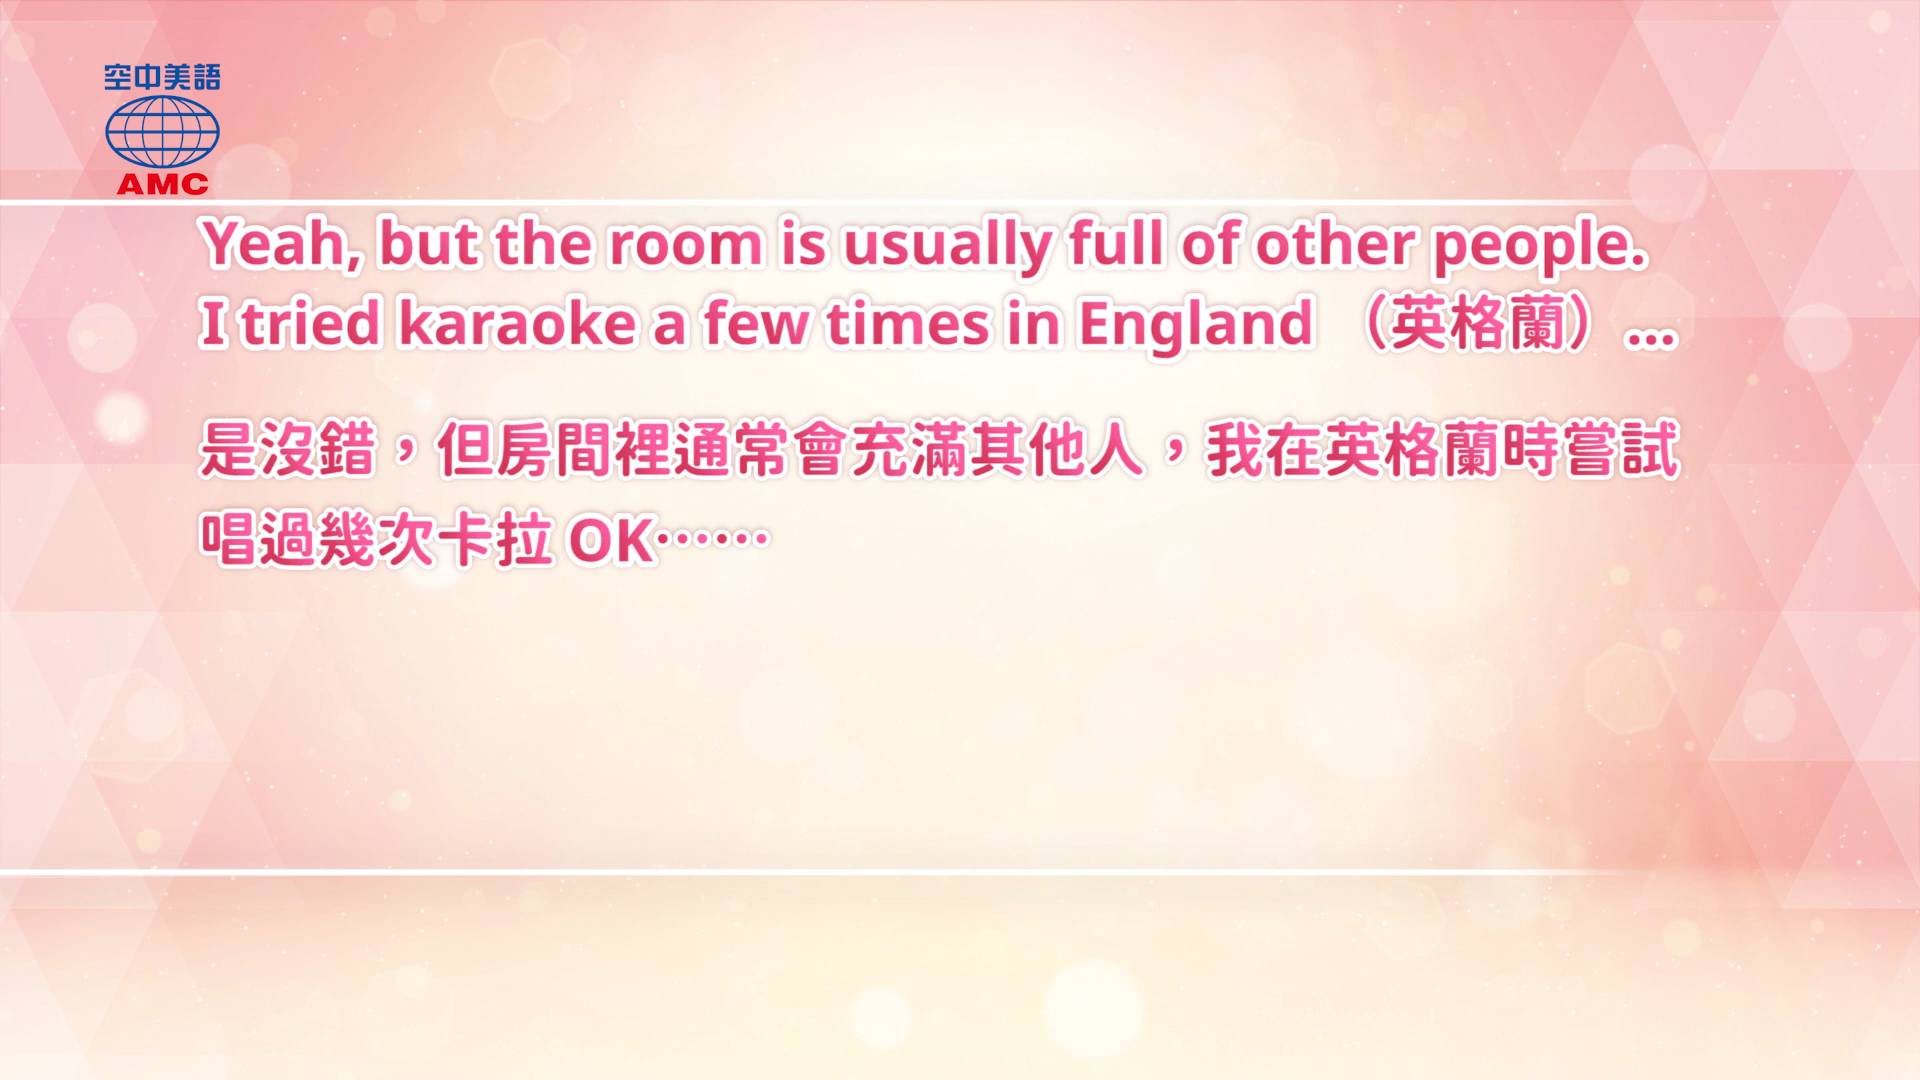 空中美語
AMC
Yeah, but the room is usually full of other people.
I tried karaoke a few times in England （英格蘭）...
是沒錯，但房間裡通常會充滿其他人，我在英格蘭時嘗試
唱過幾次卡拉 OK⋯⋯